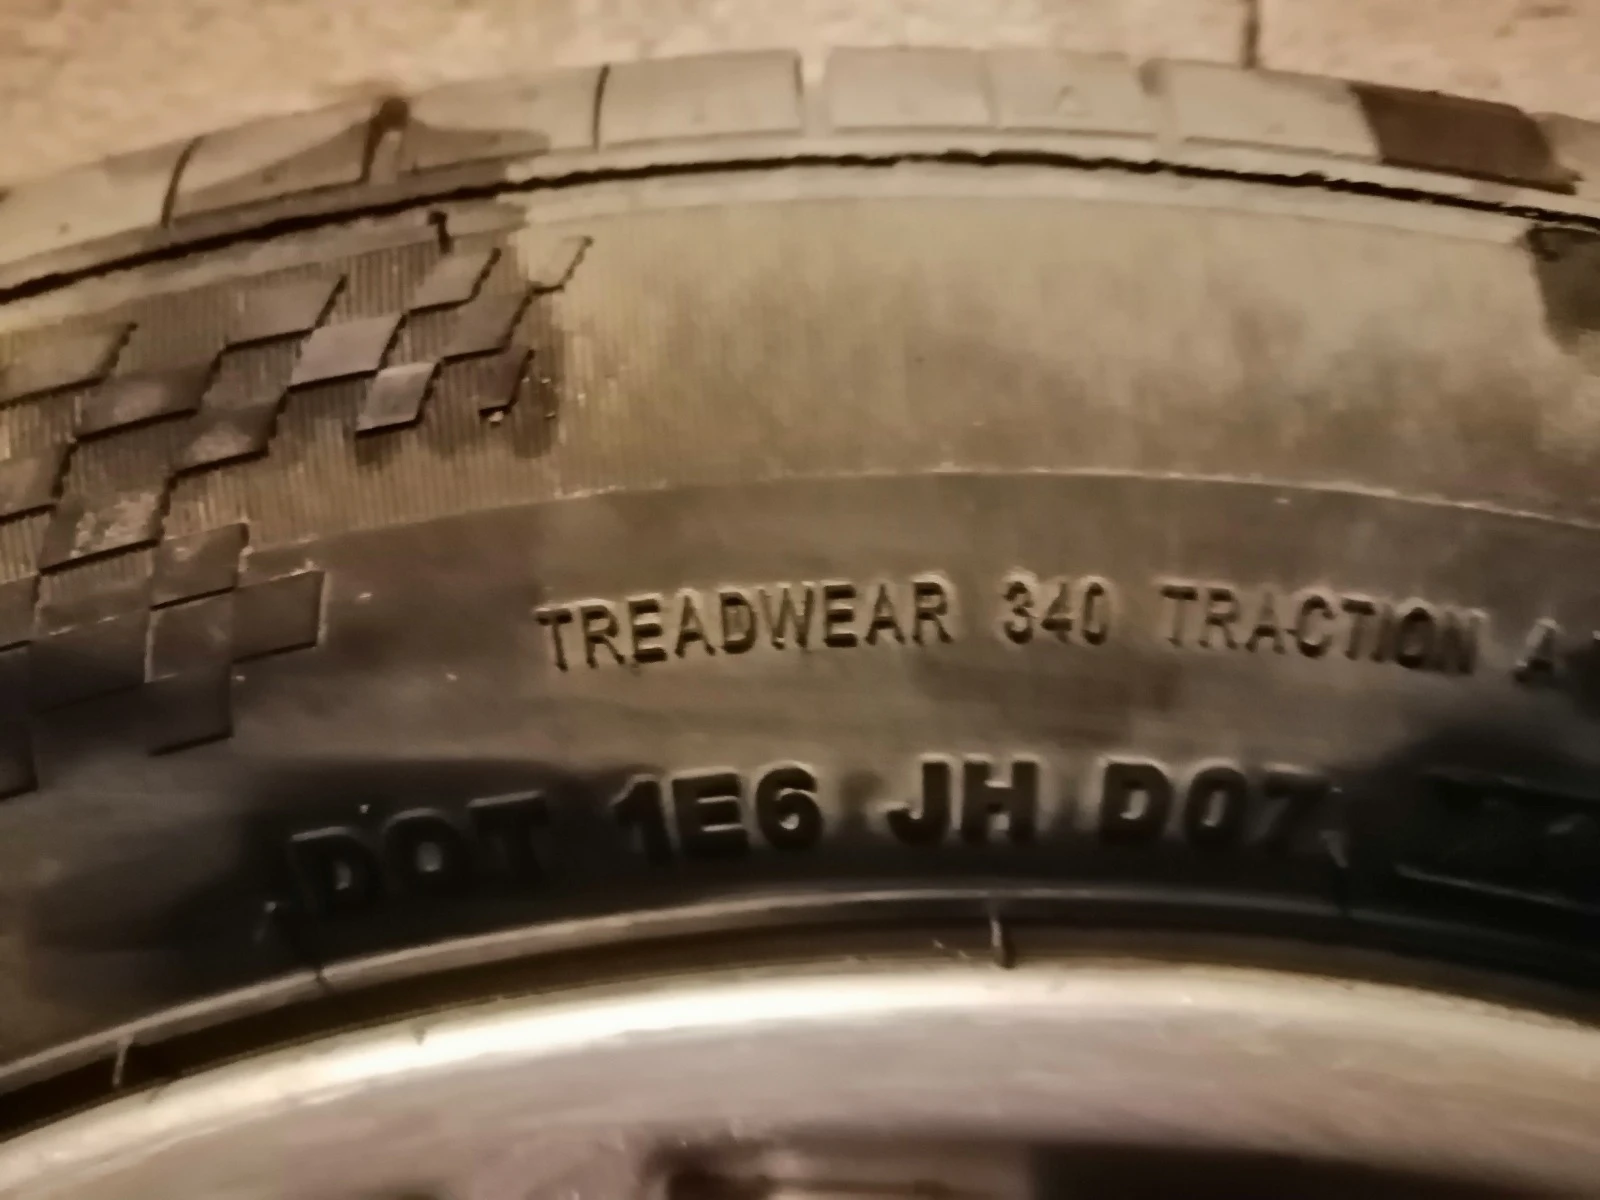 TREADWEAR 340 TRACTION A
DOT 1E6 JH D07